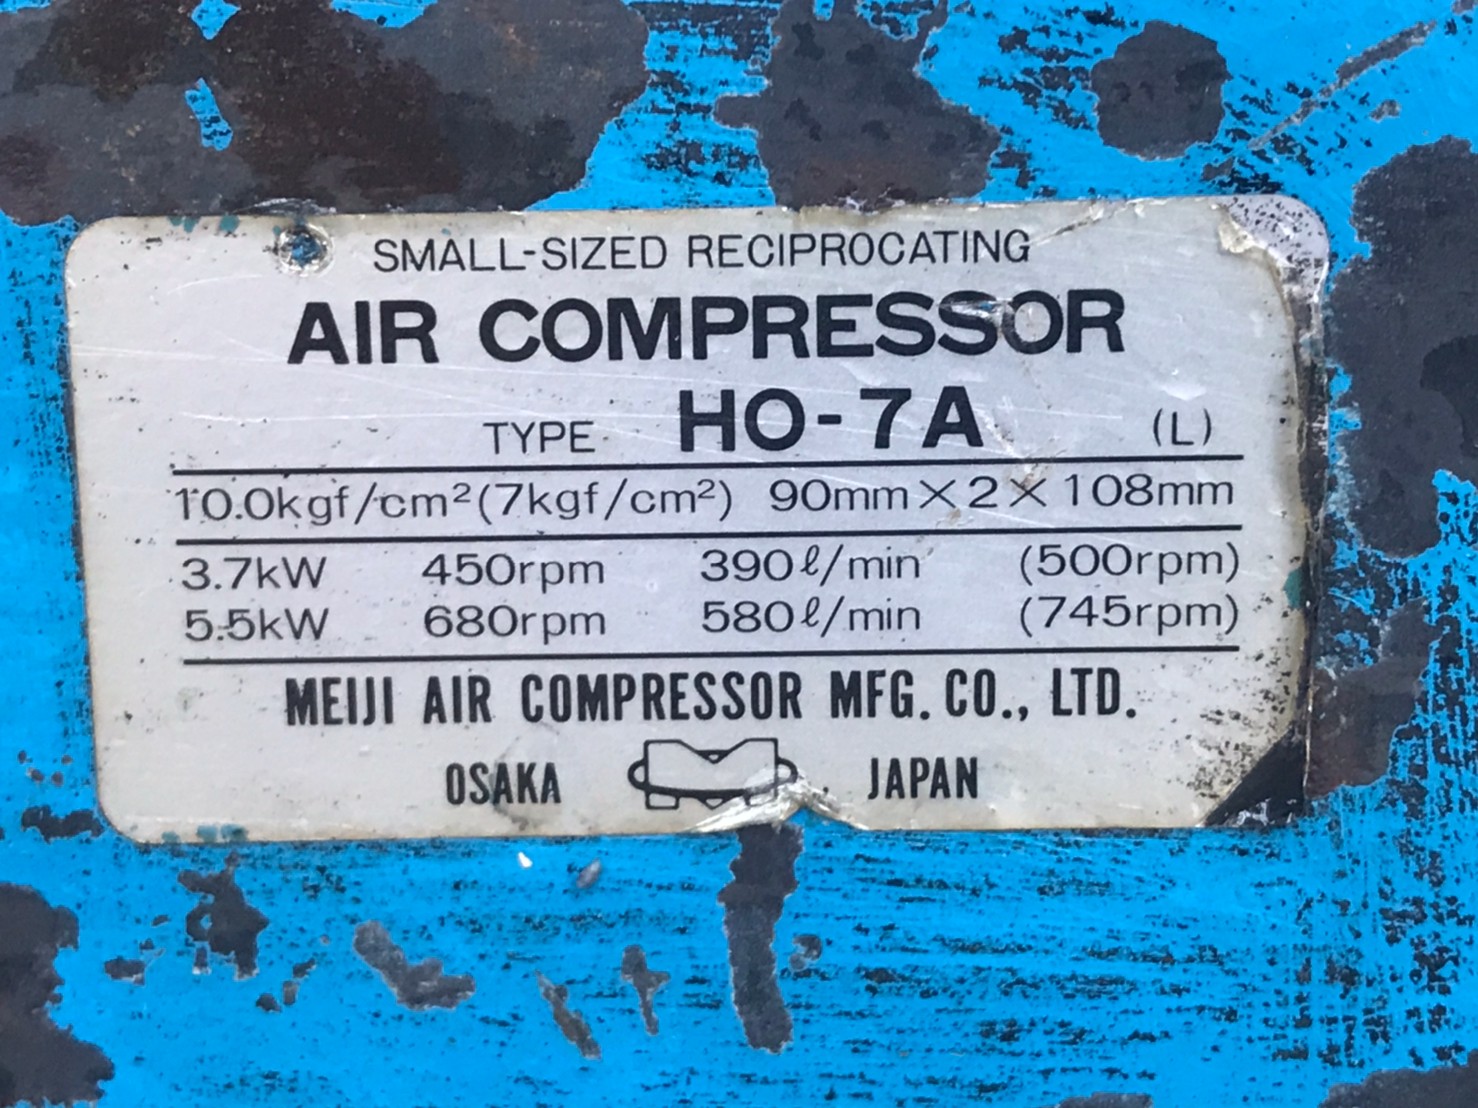 SMALL-SIZED RECIPROCATING
AIR COMPRESSOR
TYPE HO-7A (L)
10.0kgf/cm² (7kgf/cm²) 90mm×2×108mm
3.7kW 450rpm 390ℓ/min (500rpm)
5.5kW 680rpm 580ℓ/min (745rpm)
MEIJI AIR COMPRESSOR MFG. CO., LTD.
OSAKA JAPAN